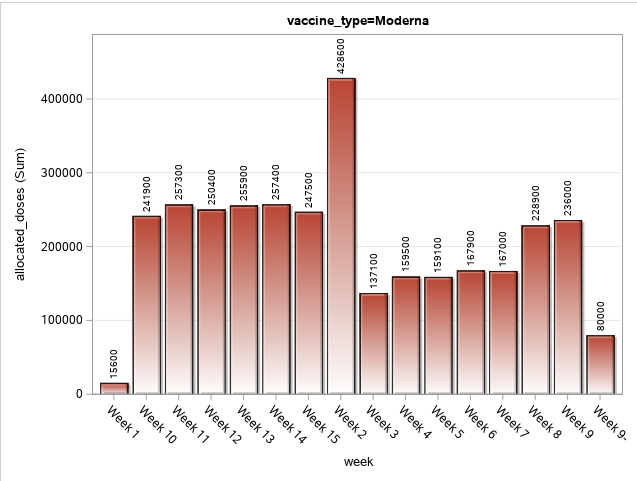 vaccine_type=Moderna
allocated_doses (Sum)
400000
300000
200000
100000
0
15600
241900
257300
250400
255900
257400
247500
428600
137100
159500
159100
167900
167000
228900
236000
80000
Week 1
Week 10
Week 11
Week 12
Week 13
Week 14
Week 15
Week 2
Week 3
Week 4
Week 5
Week 6
Week 7
Week 8
Week 9
Week 9-
week